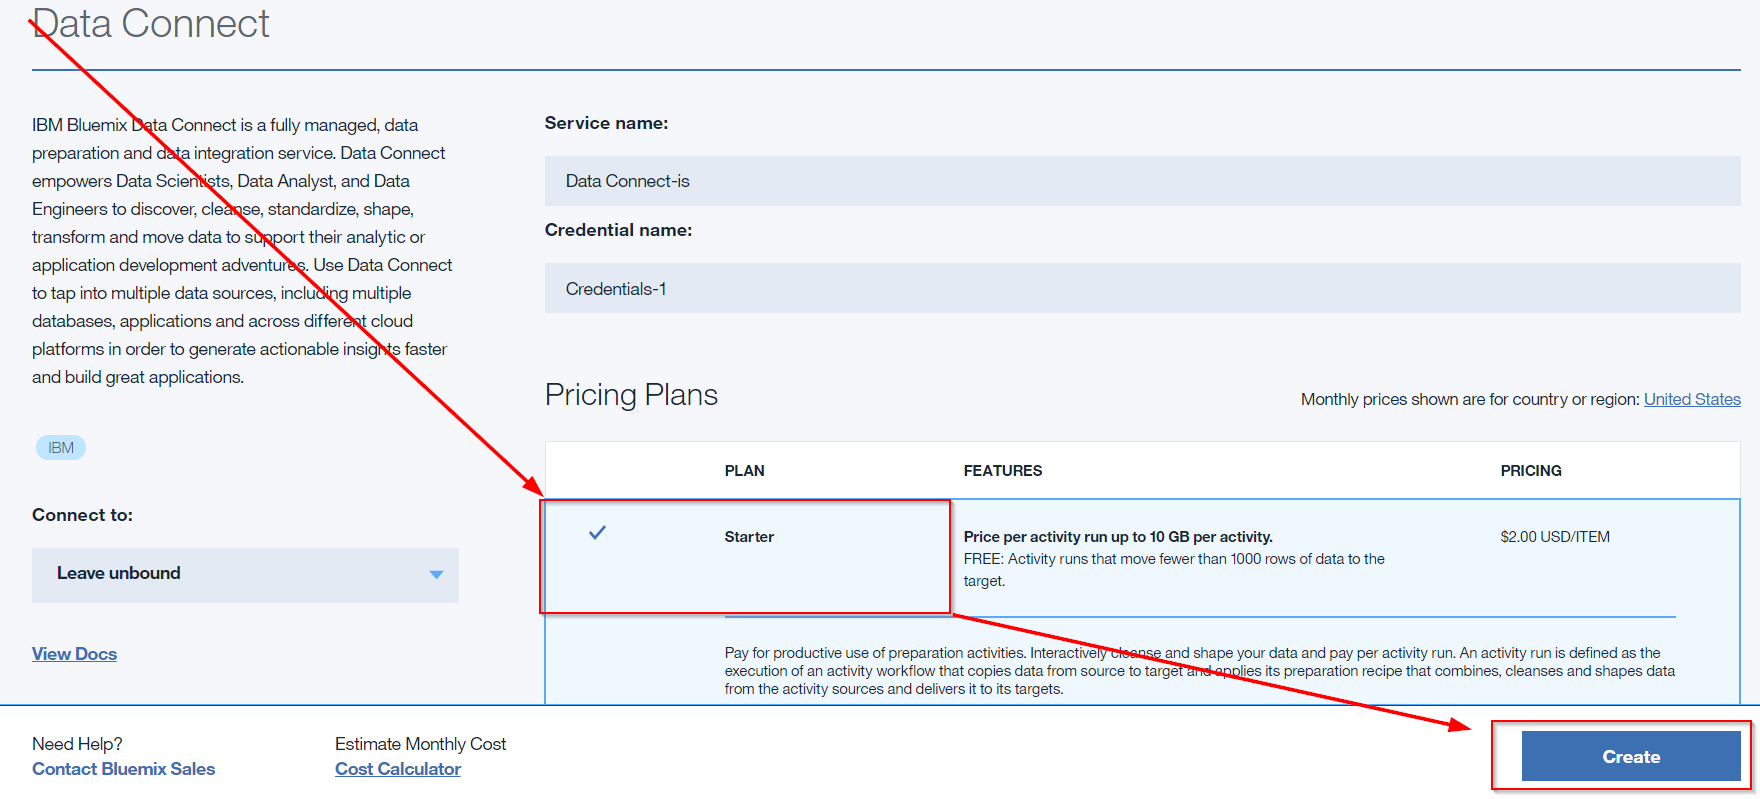 Data Connect
IBM Bluemix Data Connect is a fully managed, data
preparation and data integration service. Data Connect
empowers Data Scientists, Data Analyst, and Data
Engineers to discover, cleanse, standardize, shape,
transform and move data to support their analytic or
application development adventures. Use Data Connect
to tap into multiple data sources, including multiple
databases, applications and across different cloud
platforms in order to generate actionable insights faster
and build great applications.
IBM
Connect to:
Leave unbound
View Docs
Service name:
Data Connect-is
Credential name:
Credentials-1
Pricing Plans
Monthly prices shown are for country or region: United States
PLAN FEATURES PRICING
Starter Price per activity run up to 10 GB per activity. $2.00 USD/ITEM
FREE: Activity runs that move fewer than 1000 rows of data to the
target.
Pay for productive use of preparation activities. Interactively cleanse and shape your data and pay per activity run. An activity run is defined as the
execution of an activity workflow that copies data from source to target and applies its preparation recipe that combines, cleanses and shapes data
from the activity sources and delivers it to its targets.
Need Help?
Contact Bluemix Sales
Estimate Monthly Cost
Cost Calculator
Create